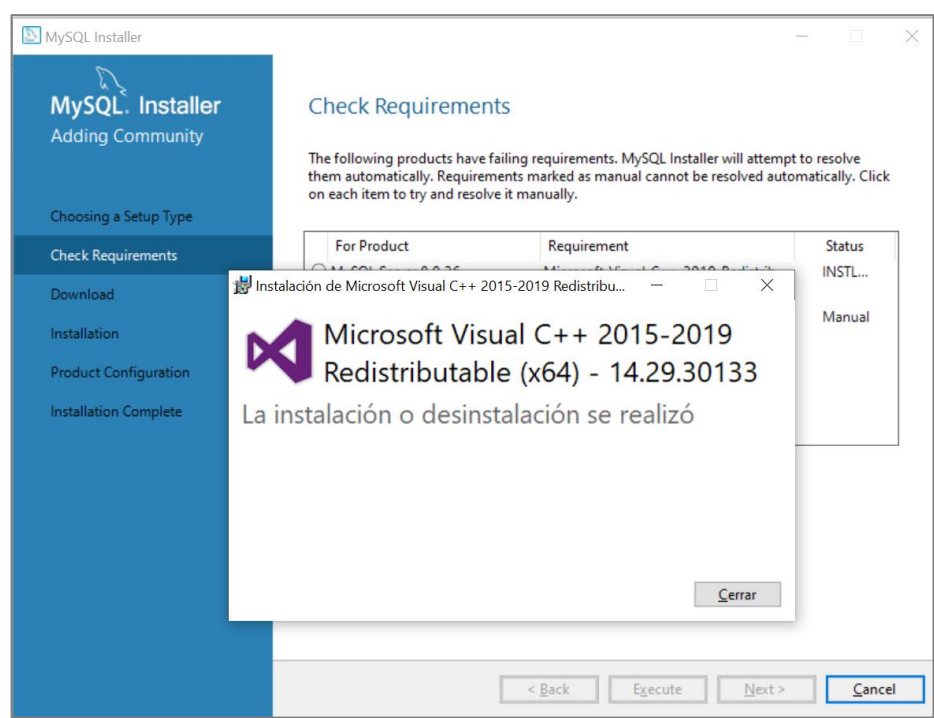 MySQL Installer
MySQL. Installer
Adding Community
Choosing a Setup Type
Check Requirements
Download
Installation
Product Configuration
Installation Complete
Check Requirements
The following products have failing requirements. MySQL Installer will attempt to resolve
them automatically. Requirements marked as manual cannot be resolved automatically. Click
on each item to try and resolve it manually.
For Product Requirement Status
INSTL...
Manual
Instalación de Microsoft Visual C++ 2015-2019 Redistribu...
Microsoft Visual C++ 2015-2019
Redistributable (x64) - 14.29.30133
La instalación o desinstalación se realizó
Cerrar
< Back Execute Next > Cancel